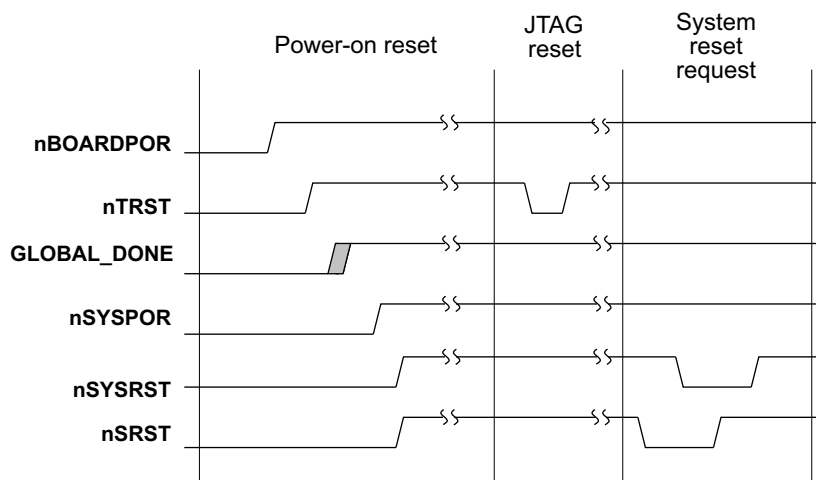 Power-on reset
JTAG
reset
System
reset
request
nBOARDPOR
nTRST
GLOBAL_DONE
nSYSPOR
nSYSRST
nSRST